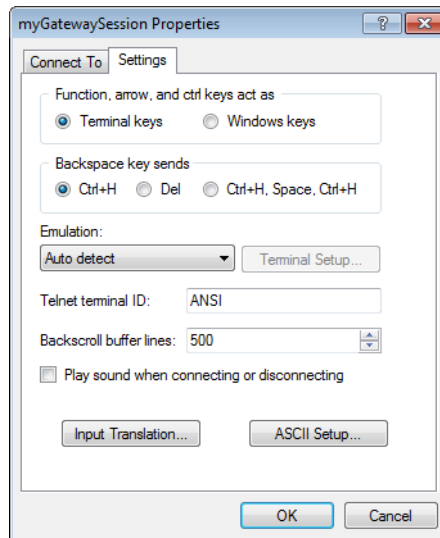 myGatewaySession Properties
Connect To Settings
Function, arrow, and ctrl keys act as
Terminal keys Windows keys
Backspace key sends
Ctrl+H Del Ctrl+H, Space, Ctrl+H
Emulation:
Auto detect Terminal Setup...
Telnet terminal ID: ANSI
Backscroll buffer lines: 500
Play sound when connecting or disconnecting
Input Translation... ASCII Setup...
OK Cancel